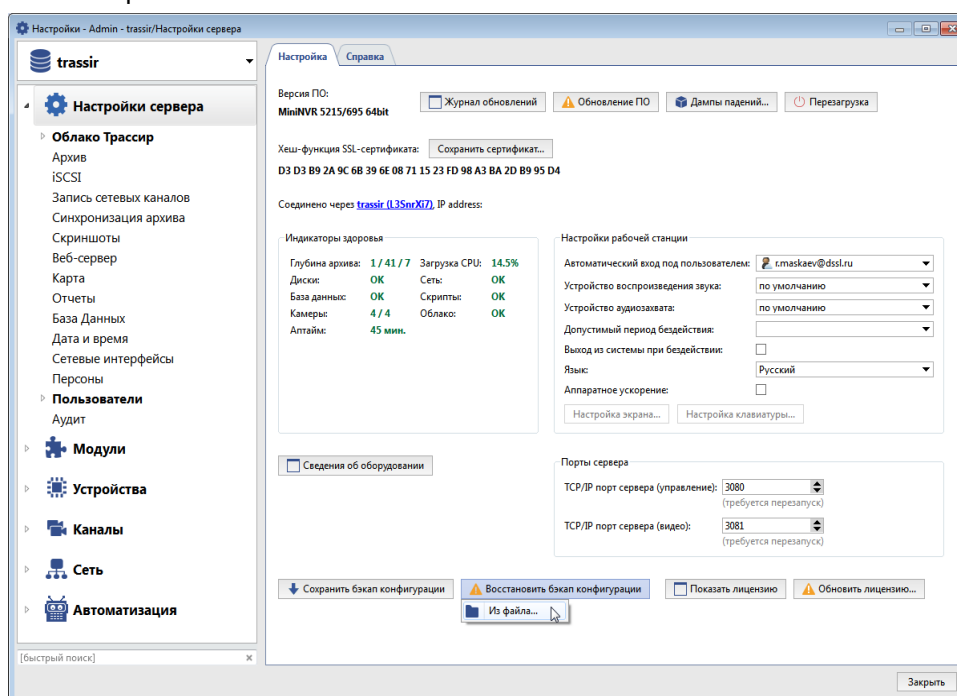 Настройки - Admin - trassir/Настройки сервера
trassir
Настройки сервера
Облако Трассир
Архив
iSCSI
Запись сетевых каналов
Синхронизация архива
Скриншоты
Веб-сервер
Карта
Отчеты
База Данных
Дата и время
Сетевые интерфейсы
Персоны
Пользователи
Аудит
Модули
Устройства
Каналы
Сеть
Автоматизация
[быстрый поиск]
Настройка Справка
Версия ПО:
MiniNVR 5215/695 64bit
Журнал обновлений Обновление ПО Дампы падений... Перезагрузка
Хеш-функция SSL-сертификата: Сохранить сертификат...
D3 D3 B9 2A 9C 6B 39 6E 08 71 15 23 FD 98 A3 BA 2D B9 95 D4
Соединено через trassir (L3SnrXi7), IP address:
Индикаторы здоровья
Глубина архива: 1 / 41 / 7 Загрузка CPU: 14.5%
Диски: OK Сеть: OK
База данных: OK Скрипты: OK
Камеры: 4 / 4 Облако: OK
Аптайм: 45 мин.
Настройки рабочей станции
Автоматический вход под пользователем: r.maskaev@dssl.ru
Устройство воспроизведения звука: по умолчанию
Устройство аудиозахвата: по умолчанию
Допустимый период бездействия:
Выход из системы при бездействии:
Язык: Русский
Аппаратное ускорение:
Настройка экрана... Настройка клавиатуры...
Сведения об оборудовании
Порты сервера
TCP/IP порт сервера (управление): 3080
(требуется перезапуск)
TCP/IP порт сервера (видео): 3081
(требуется перезапуск)
Сохранить бэкап конфигурации Восстановить бэкап конфигурации Показать лицензию Обновить лицензию...
Из файла...
Закрыть